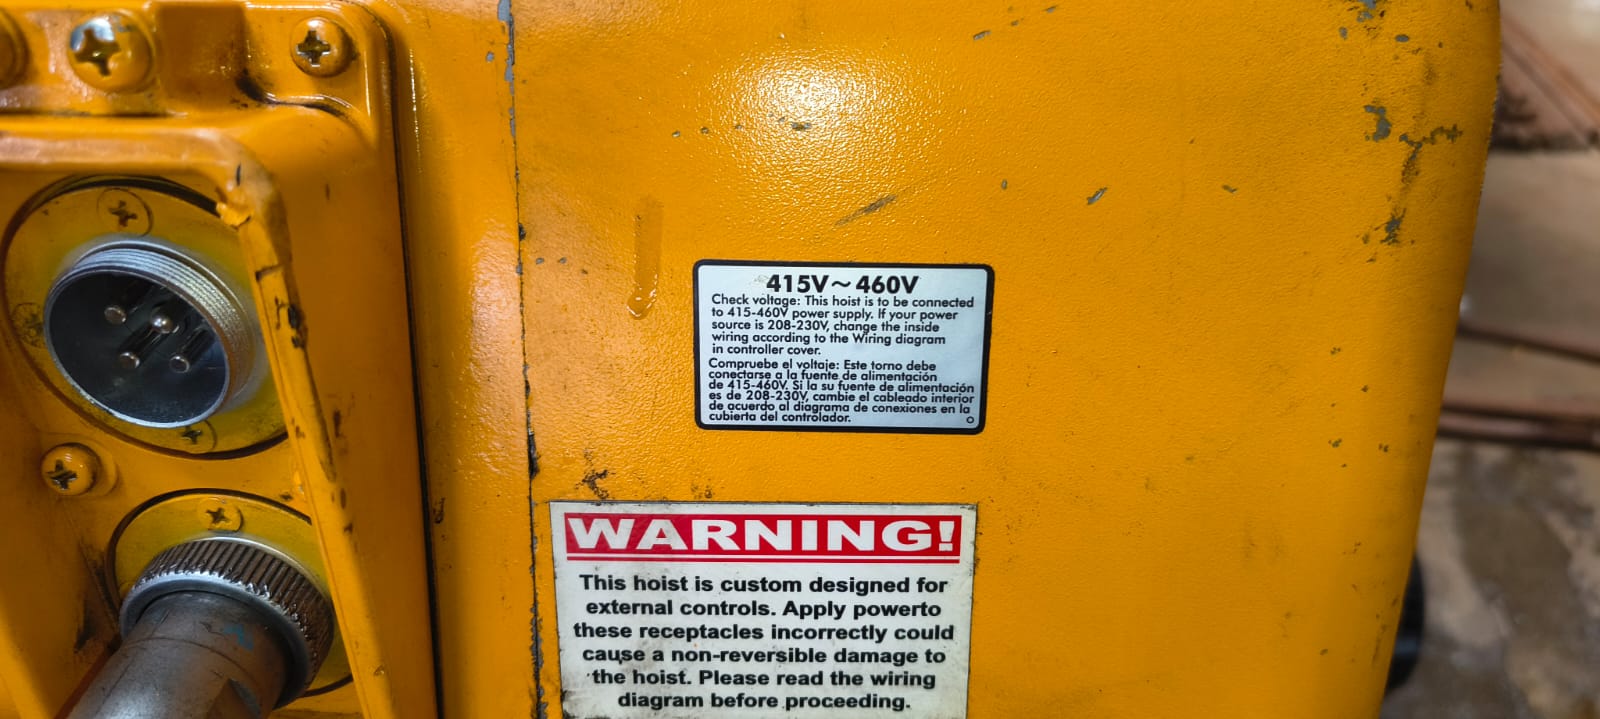 415V~460V
Check voltage: This hoist is to be connected
to 415-460V power supply. If your power
source is 208-230V, change the inside
wiring according to the Wiring diagram
in controller cover.
Compruebe el voltaje: Este torno debe
conectarse a la fuente de alimentación
de 415-460V. Si la su fuente de alimentación
es de 208-230V, cambie el cableado interior
de acuerdo al diagrama de conexiones en la
cubierta del controlador.
WARNING!
This hoist is custom designed for
external controls. Apply powerto
these receptacles incorrectly could
cause a non-reversible damage to
the hoist. Please read the wiring
diagram before proceeding.